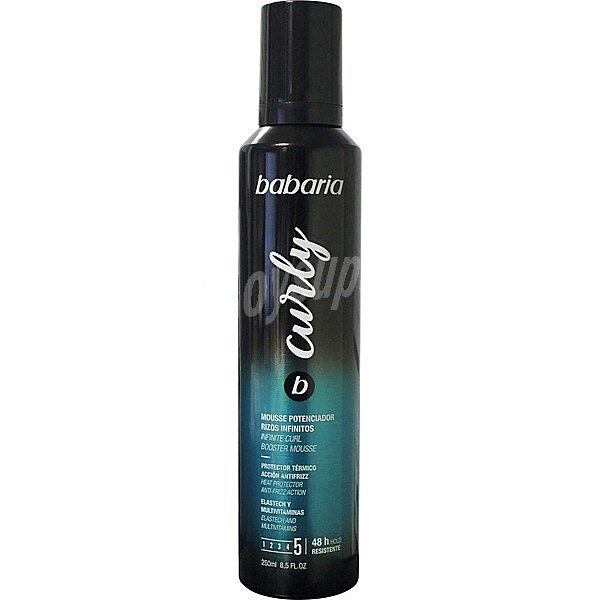 babaria
curly
b
MOUSSE POTENCIADOR
RIZOS INFINITOS
INFINITE CURL
BOOSTER MOUSSE
PROTECTOR TÉRMICO
ACCIÓN ANTIFRIZZ
HEAT PROTECTOR
ANTI-FRIZZ ACTION
ELASTECH Y
MULTIVITAMINAS
ELASTECH AND
MULTIVITAMINS
1 2 3 4 5 48 h HOLD
RESISTENTE
250ml 8,5 FL.OZ